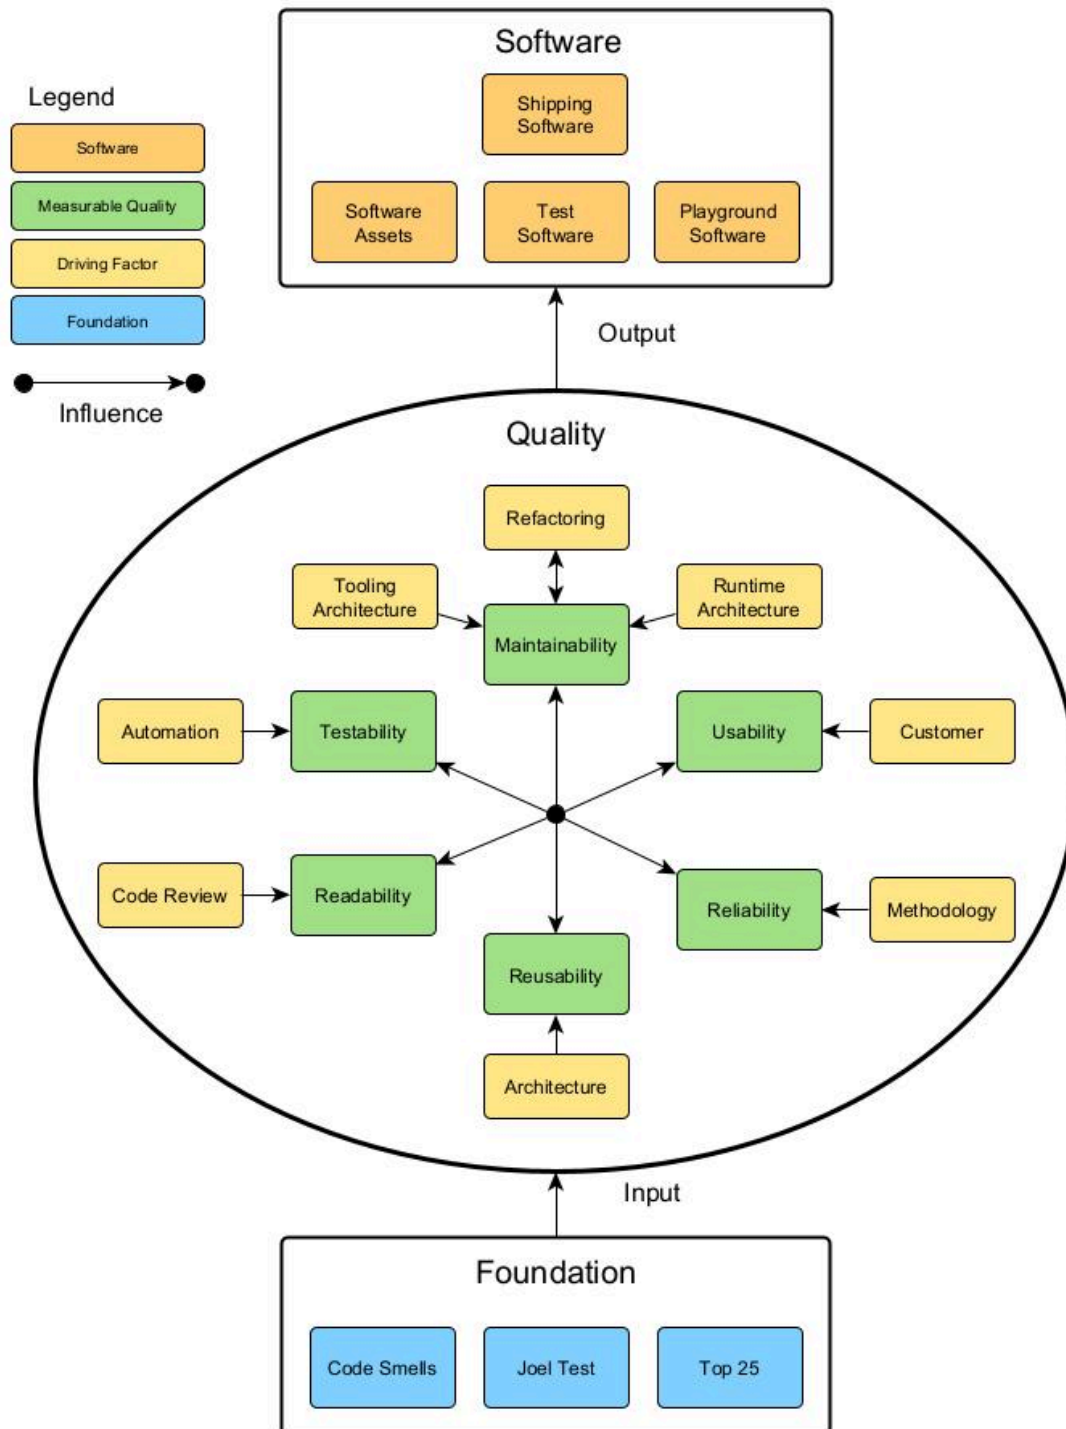 Software
Shipping
Software
Legend
Software
Measurable Quality
Driving Factor
Foundation
Influence
Software
Assets
Test
Software
Playground
Software
Output
Quality
Refactoring
Tooling
Architecture
Runtime
Architecture
Maintainability
Automation
Testability
Usability
Customer
Code Review
Readability
Reliability
Methodology
Reusability
Architecture
Input
Foundation
Code Smells
Joel Test
Top 25